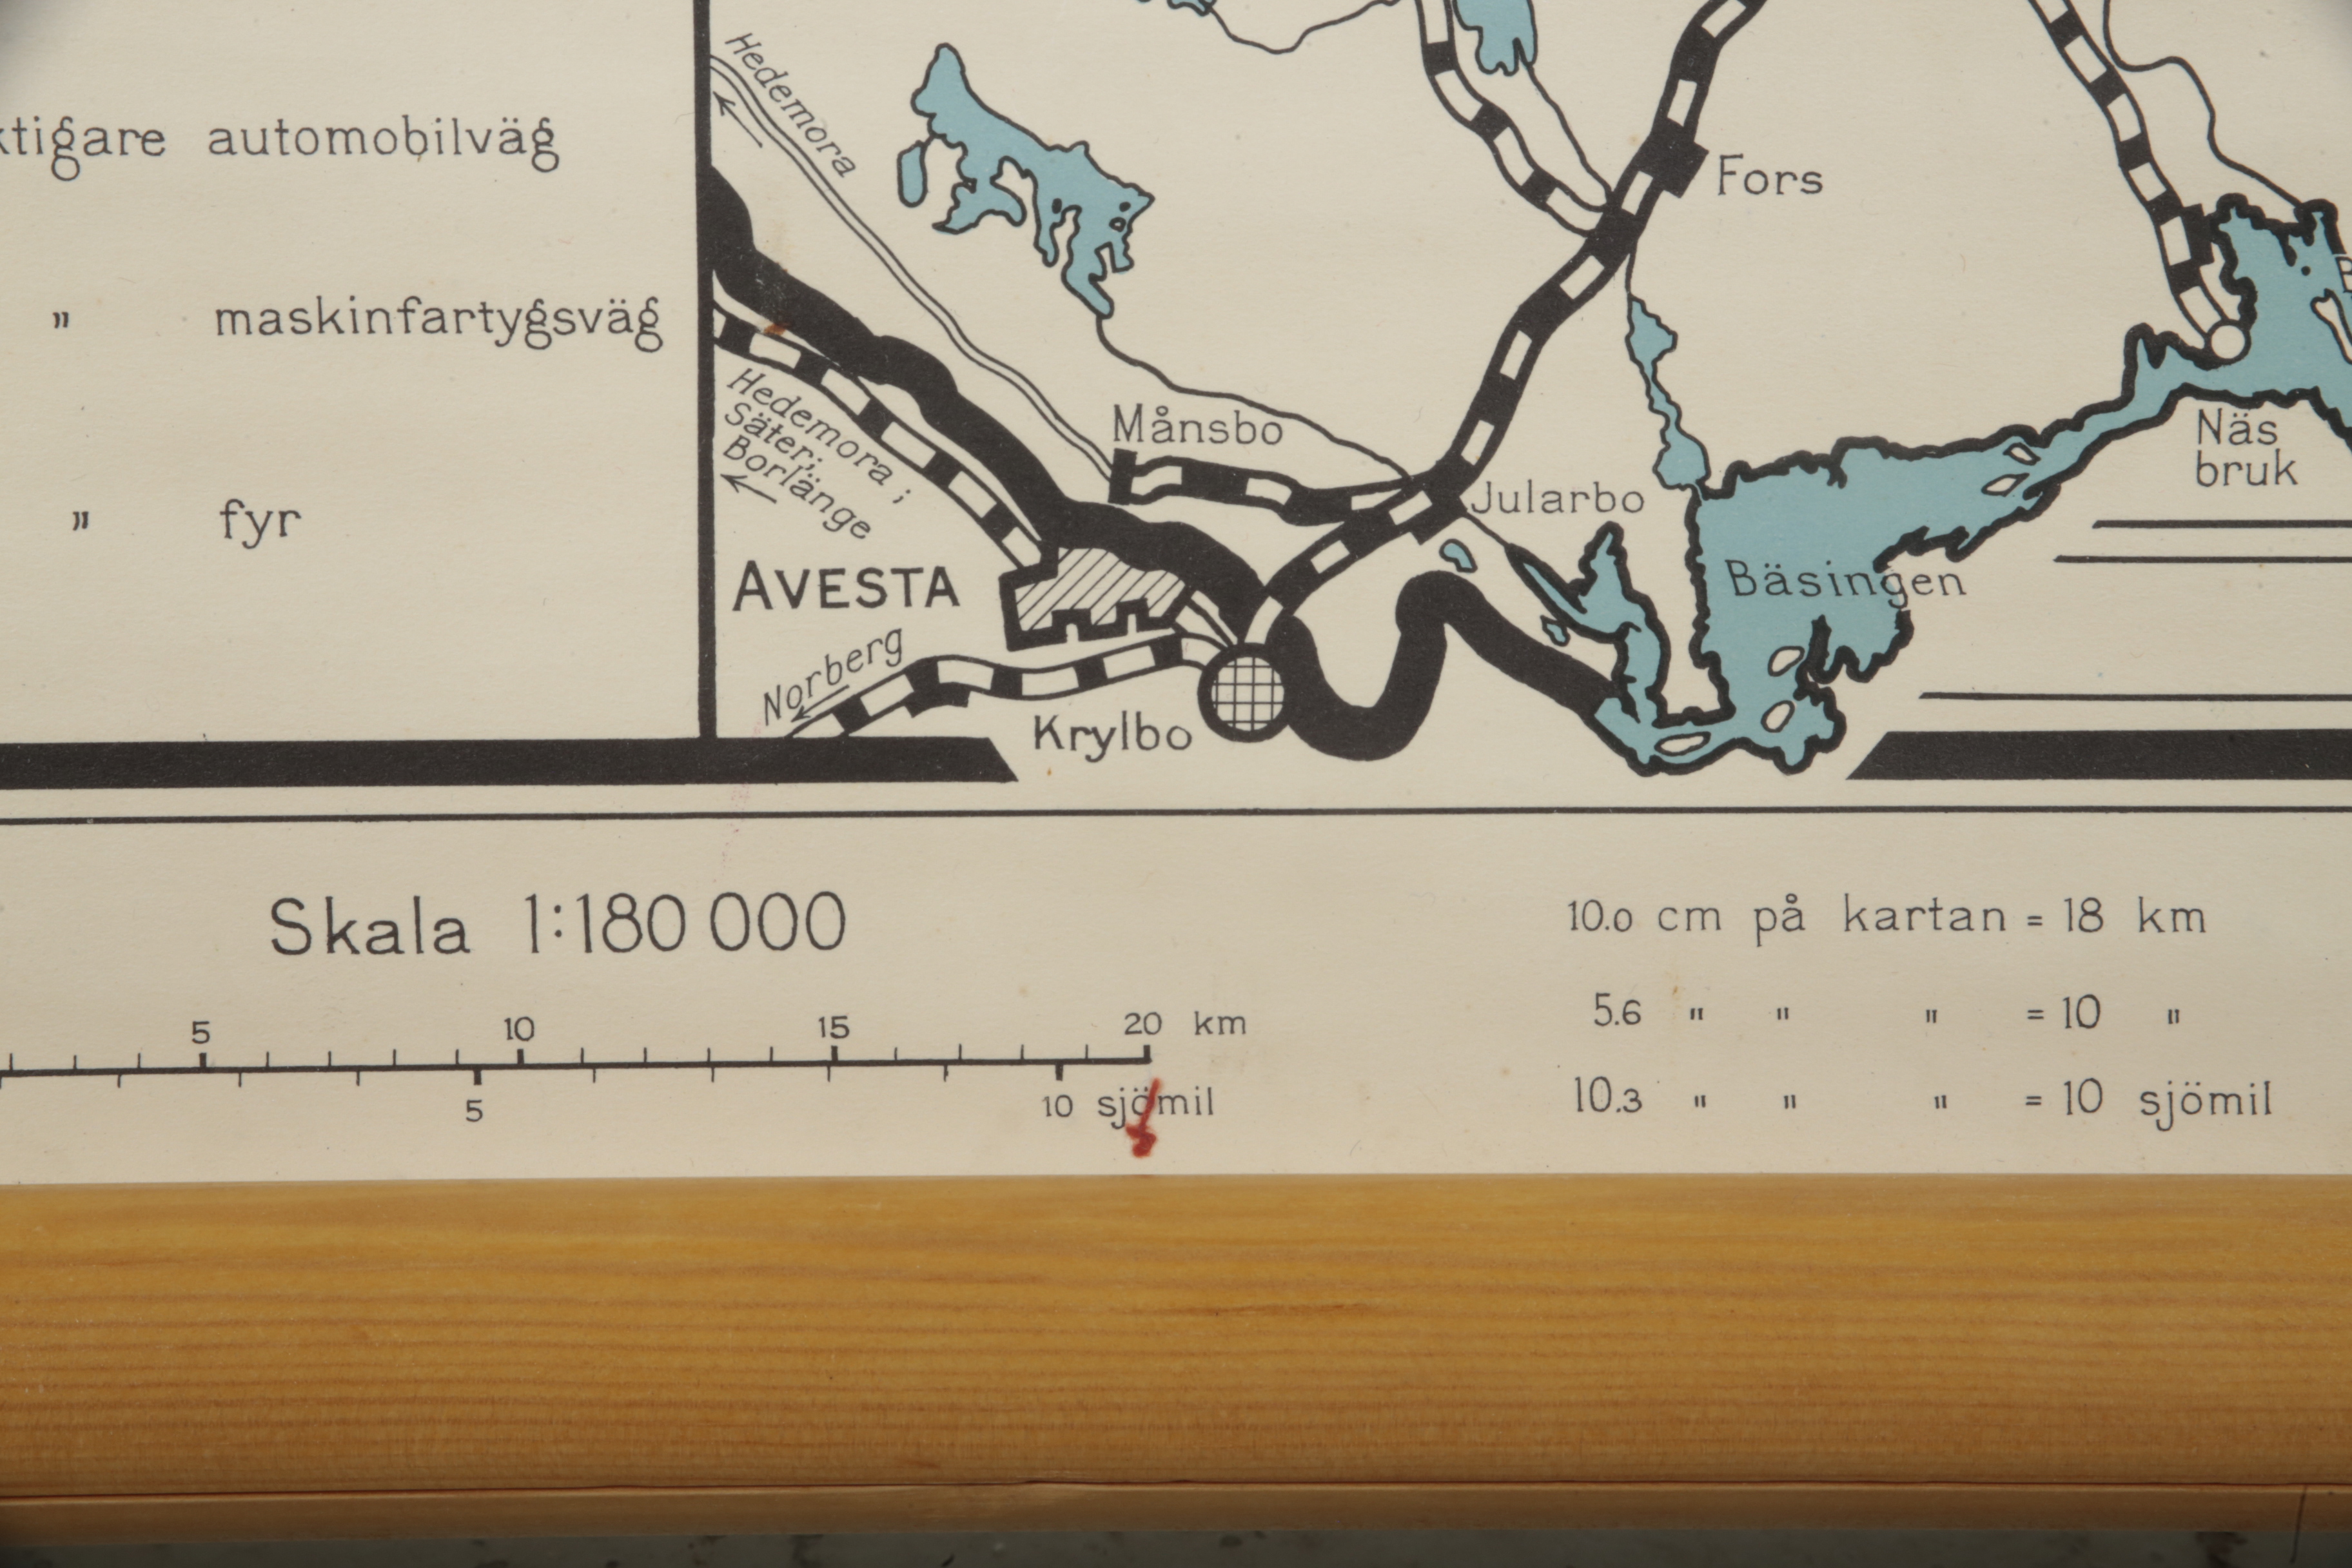 ktigare automobilväg
" maskinfartygsväg
" fyr
Hedemora
Fors
Månsbo
Hedemora;
Säter;
Borlänge
Jularbo
Näs
bruk
AVESTA
Bäsingen
Norberg
Krylbo
Skala 1:180 000
5 10 15 20 km
5 10 sjömil
10.0 cm på kartan = 18 km
5.6 " " " = 10 "
10.3 " " " = 10 sjömil